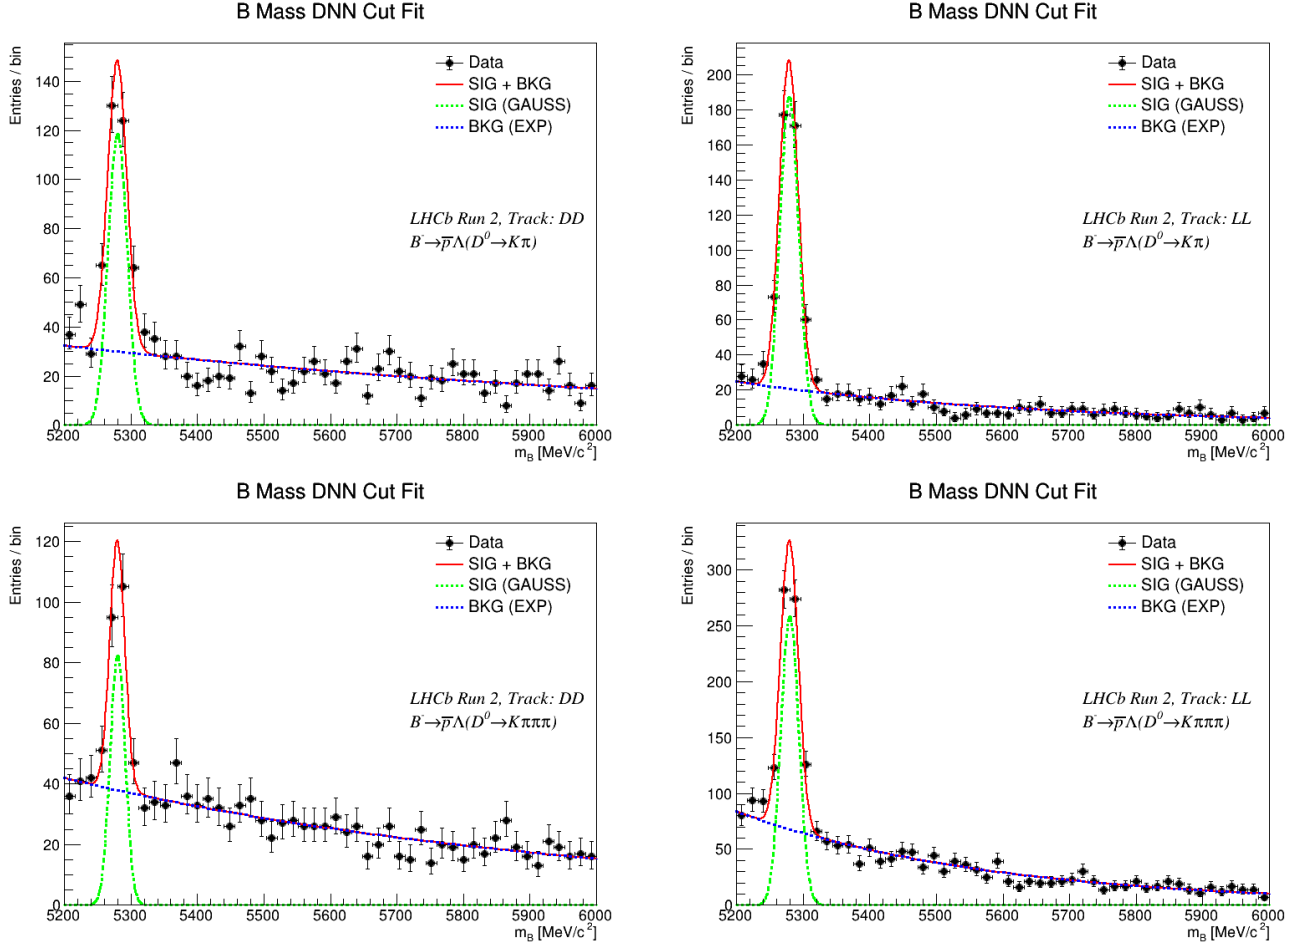 B Mass DNN Cut Fit
Entries / bin
140
120
100
80
60
40
20
0
Data
SIG + BKG
SIG (GAUSS)
BKG (EXP)
LHCb Run 2, Track: DD
B⁻→p̅Λ(D⁰→Kπ)
5200 5300 5400 5500 5600 5700 5800 5900 6000
m_B [MeV/c²]
B Mass DNN Cut Fit
Entries / bin
200
180
160
140
120
100
80
60
40
20
0
Data
SIG + BKG
SIG (GAUSS)
BKG (EXP)
LHCb Run 2, Track: LL
B⁻→p̅Λ(D⁰→Kπ)
5200 5300 5400 5500 5600 5700 5800 5900 6000
m_B [MeV/c²]
B Mass DNN Cut Fit
Entries / bin
120
100
80
60
40
20
0
Data
SIG + BKG
SIG (GAUSS)
BKG (EXP)
LHCb Run 2, Track: DD
B⁻→p̅Λ(D⁰→Kπππ)
5200 5300 5400 5500 5600 5700 5800 5900 6000
m_B [MeV/c²]
B Mass DNN Cut Fit
Entries / bin
300
250
200
150
100
50
0
Data
SIG + BKG
SIG (GAUSS)
BKG (EXP)
LHCb Run 2, Track: LL
B⁻→p̅Λ(D⁰→Kπππ)
5200 5300 5400 5500 5600 5700 5800 5900 6000
m_B [MeV/c²]